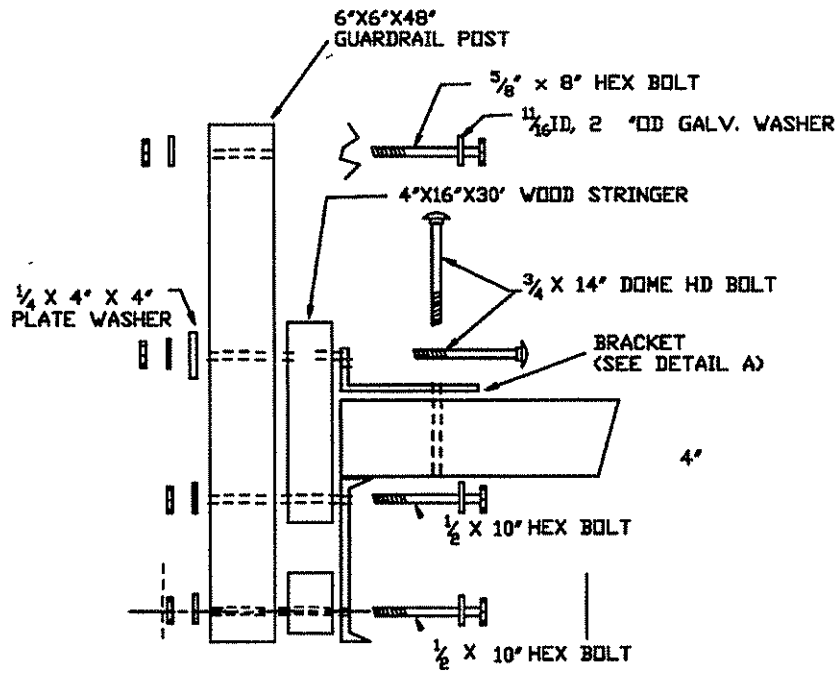 6"X6"X48"
GUARDRAIL POST
5/8" x 8" HEX BOLT
11/16 ID, 2 "OD GALV. WASHER
4"X16"X30' WOOD STRINGER
1/4 X 4" X 4"
PLATE WASHER
3/4 X 14" DOME HD BOLT
BRACKET
(SEE DETAIL A)
4"
1/2 X 10" HEX BOLT
1/2 X 10" HEX BOLT